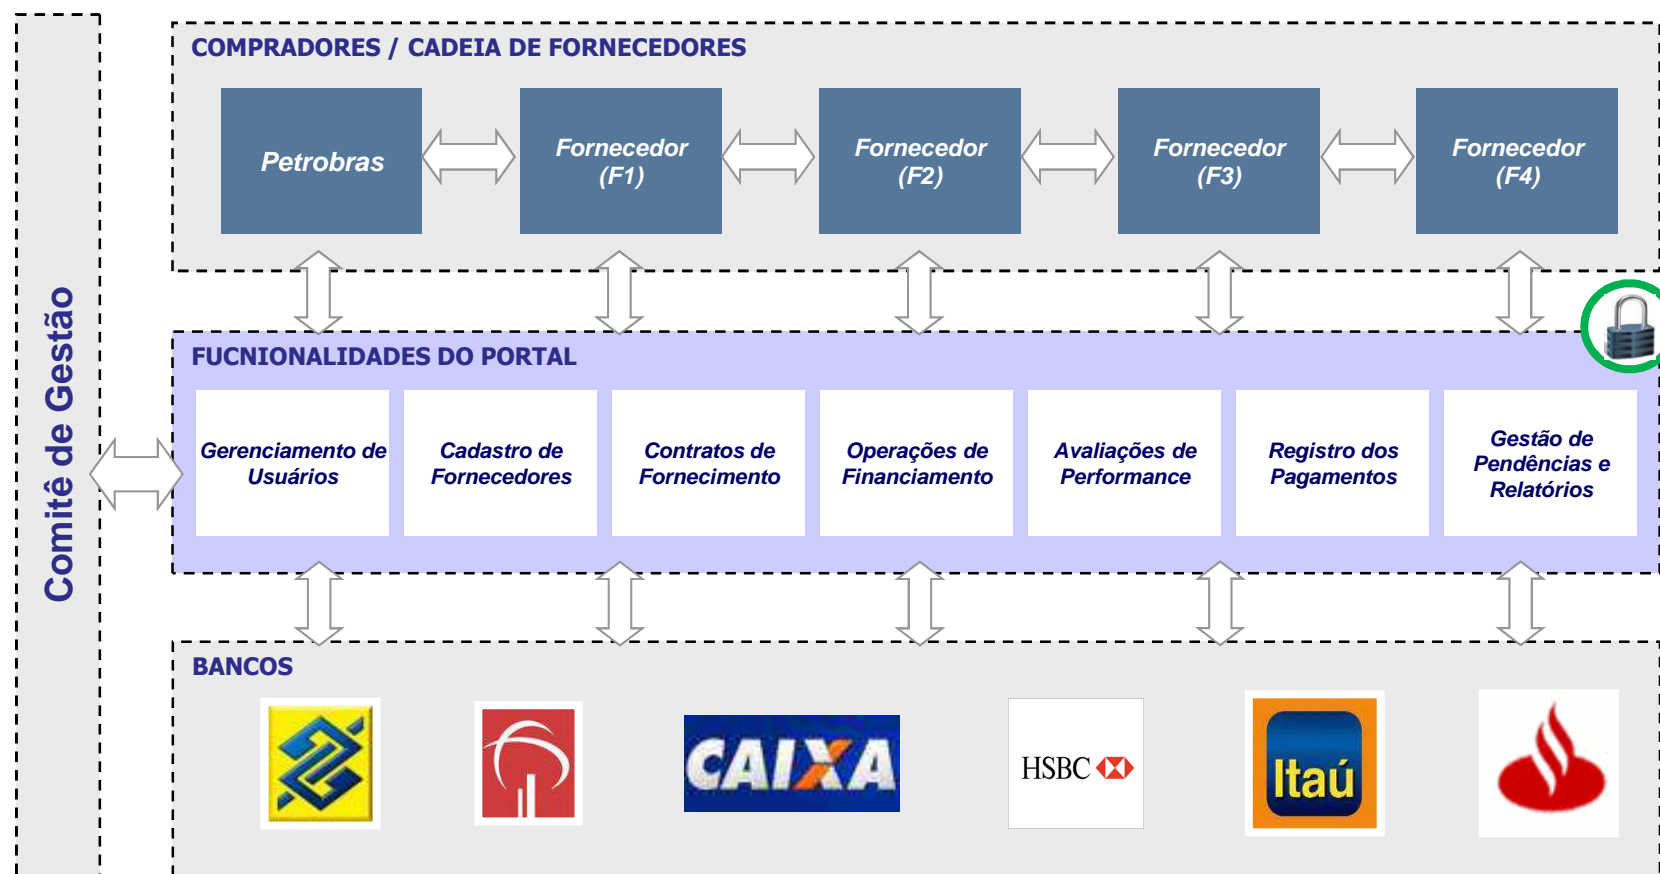 COMPRADORES / CADEIA DE FORNECEDORES
Petrobras
Fornecedor
(F1)
Fornecedor
(F2)
Fornecedor
(F3)
Fornecedor
(F4)
Comitê de Gestão
FUCNIONALIDADES DO PORTAL
Gerenciamento de
Usuários
Cadastro de
Fornecedores
Contratos de
Fornecimento
Operações de
Financiamento
Avaliações de
Performance
Registro dos
Pagamentos
Gestão de
Pendências e
Relatórios
BANCOS
CAIXA
HSBC
Itaú